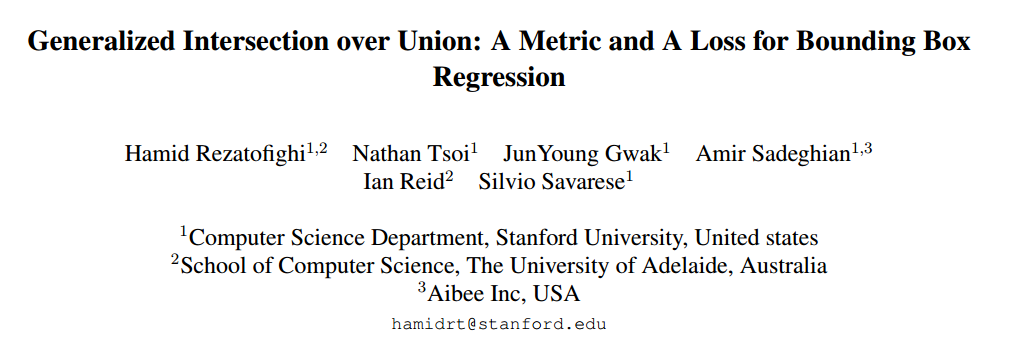 Generalized Intersection over Union: A Metric and A Loss for Bounding Box
Regression
Hamid Rezatofighi1,2 Nathan Tsoi1 JunYoung Gwak1 Amir Sadeghian1,3
Ian Reid2 Silvio Savarese1
1Computer Science Department, Stanford University, United states
2School of Computer Science, The University of Adelaide, Australia
3Aibee Inc, USA
hamidrt@stanford.edu